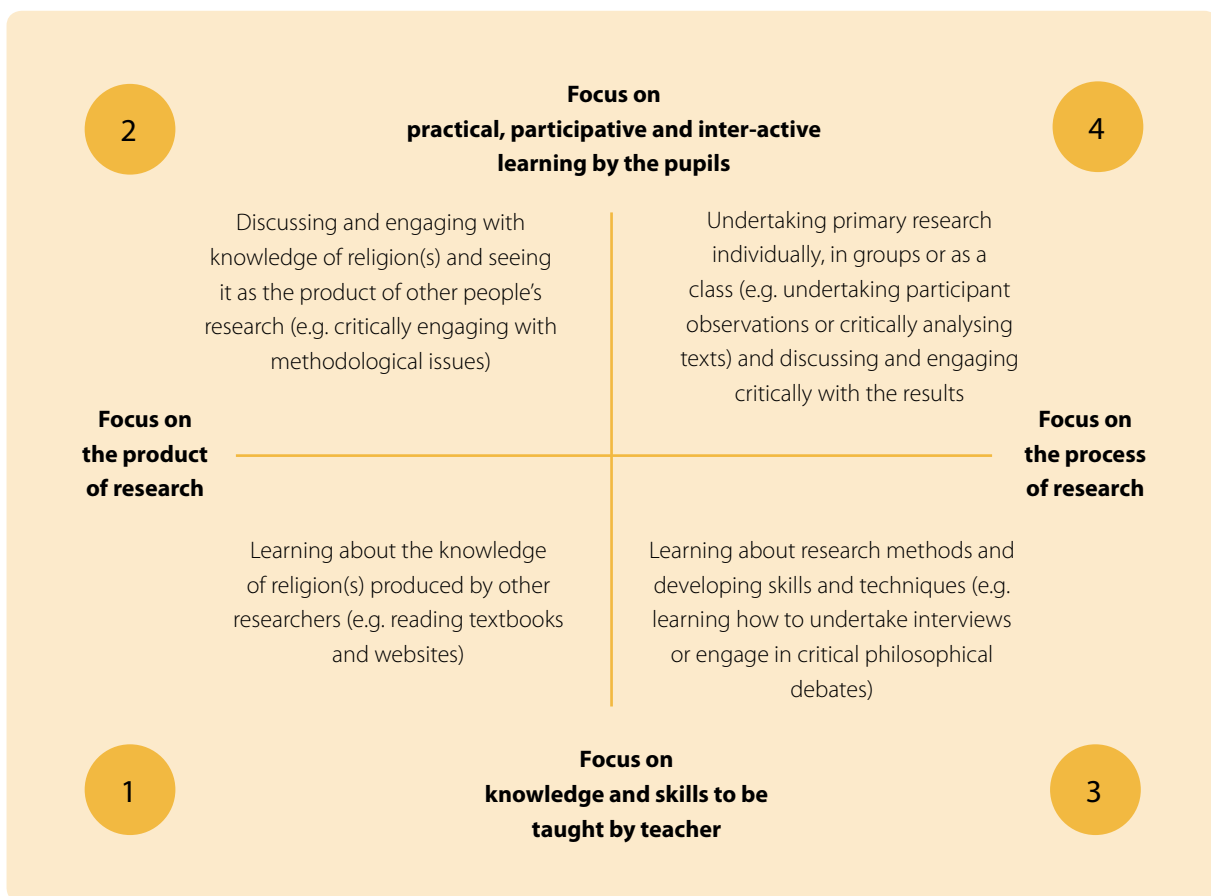 2
Focus on
practical, participative and inter-active
learning by the pupils
4
Discussing and engaging with
knowledge of religion(s) and seeing
it as the product of other people’s
research (e.g. critically engaging with
methodological issues)
Undertaking primary research
individually, in groups or as a
class (e.g. undertaking participant
observations or critically analysing
texts) and discussing and engaging
critically with the results
Focus on
the product
of research
Focus on
the process
of research
Learning about the knowledge
of religion(s) produced by other
researchers (e.g. reading textbooks
and websites)
Learning about research methods and
developing skills and techniques (e.g.
learning how to undertake interviews
or engage in critical philosophical
debates)
1
Focus on
knowledge and skills to be
taught by teacher
3